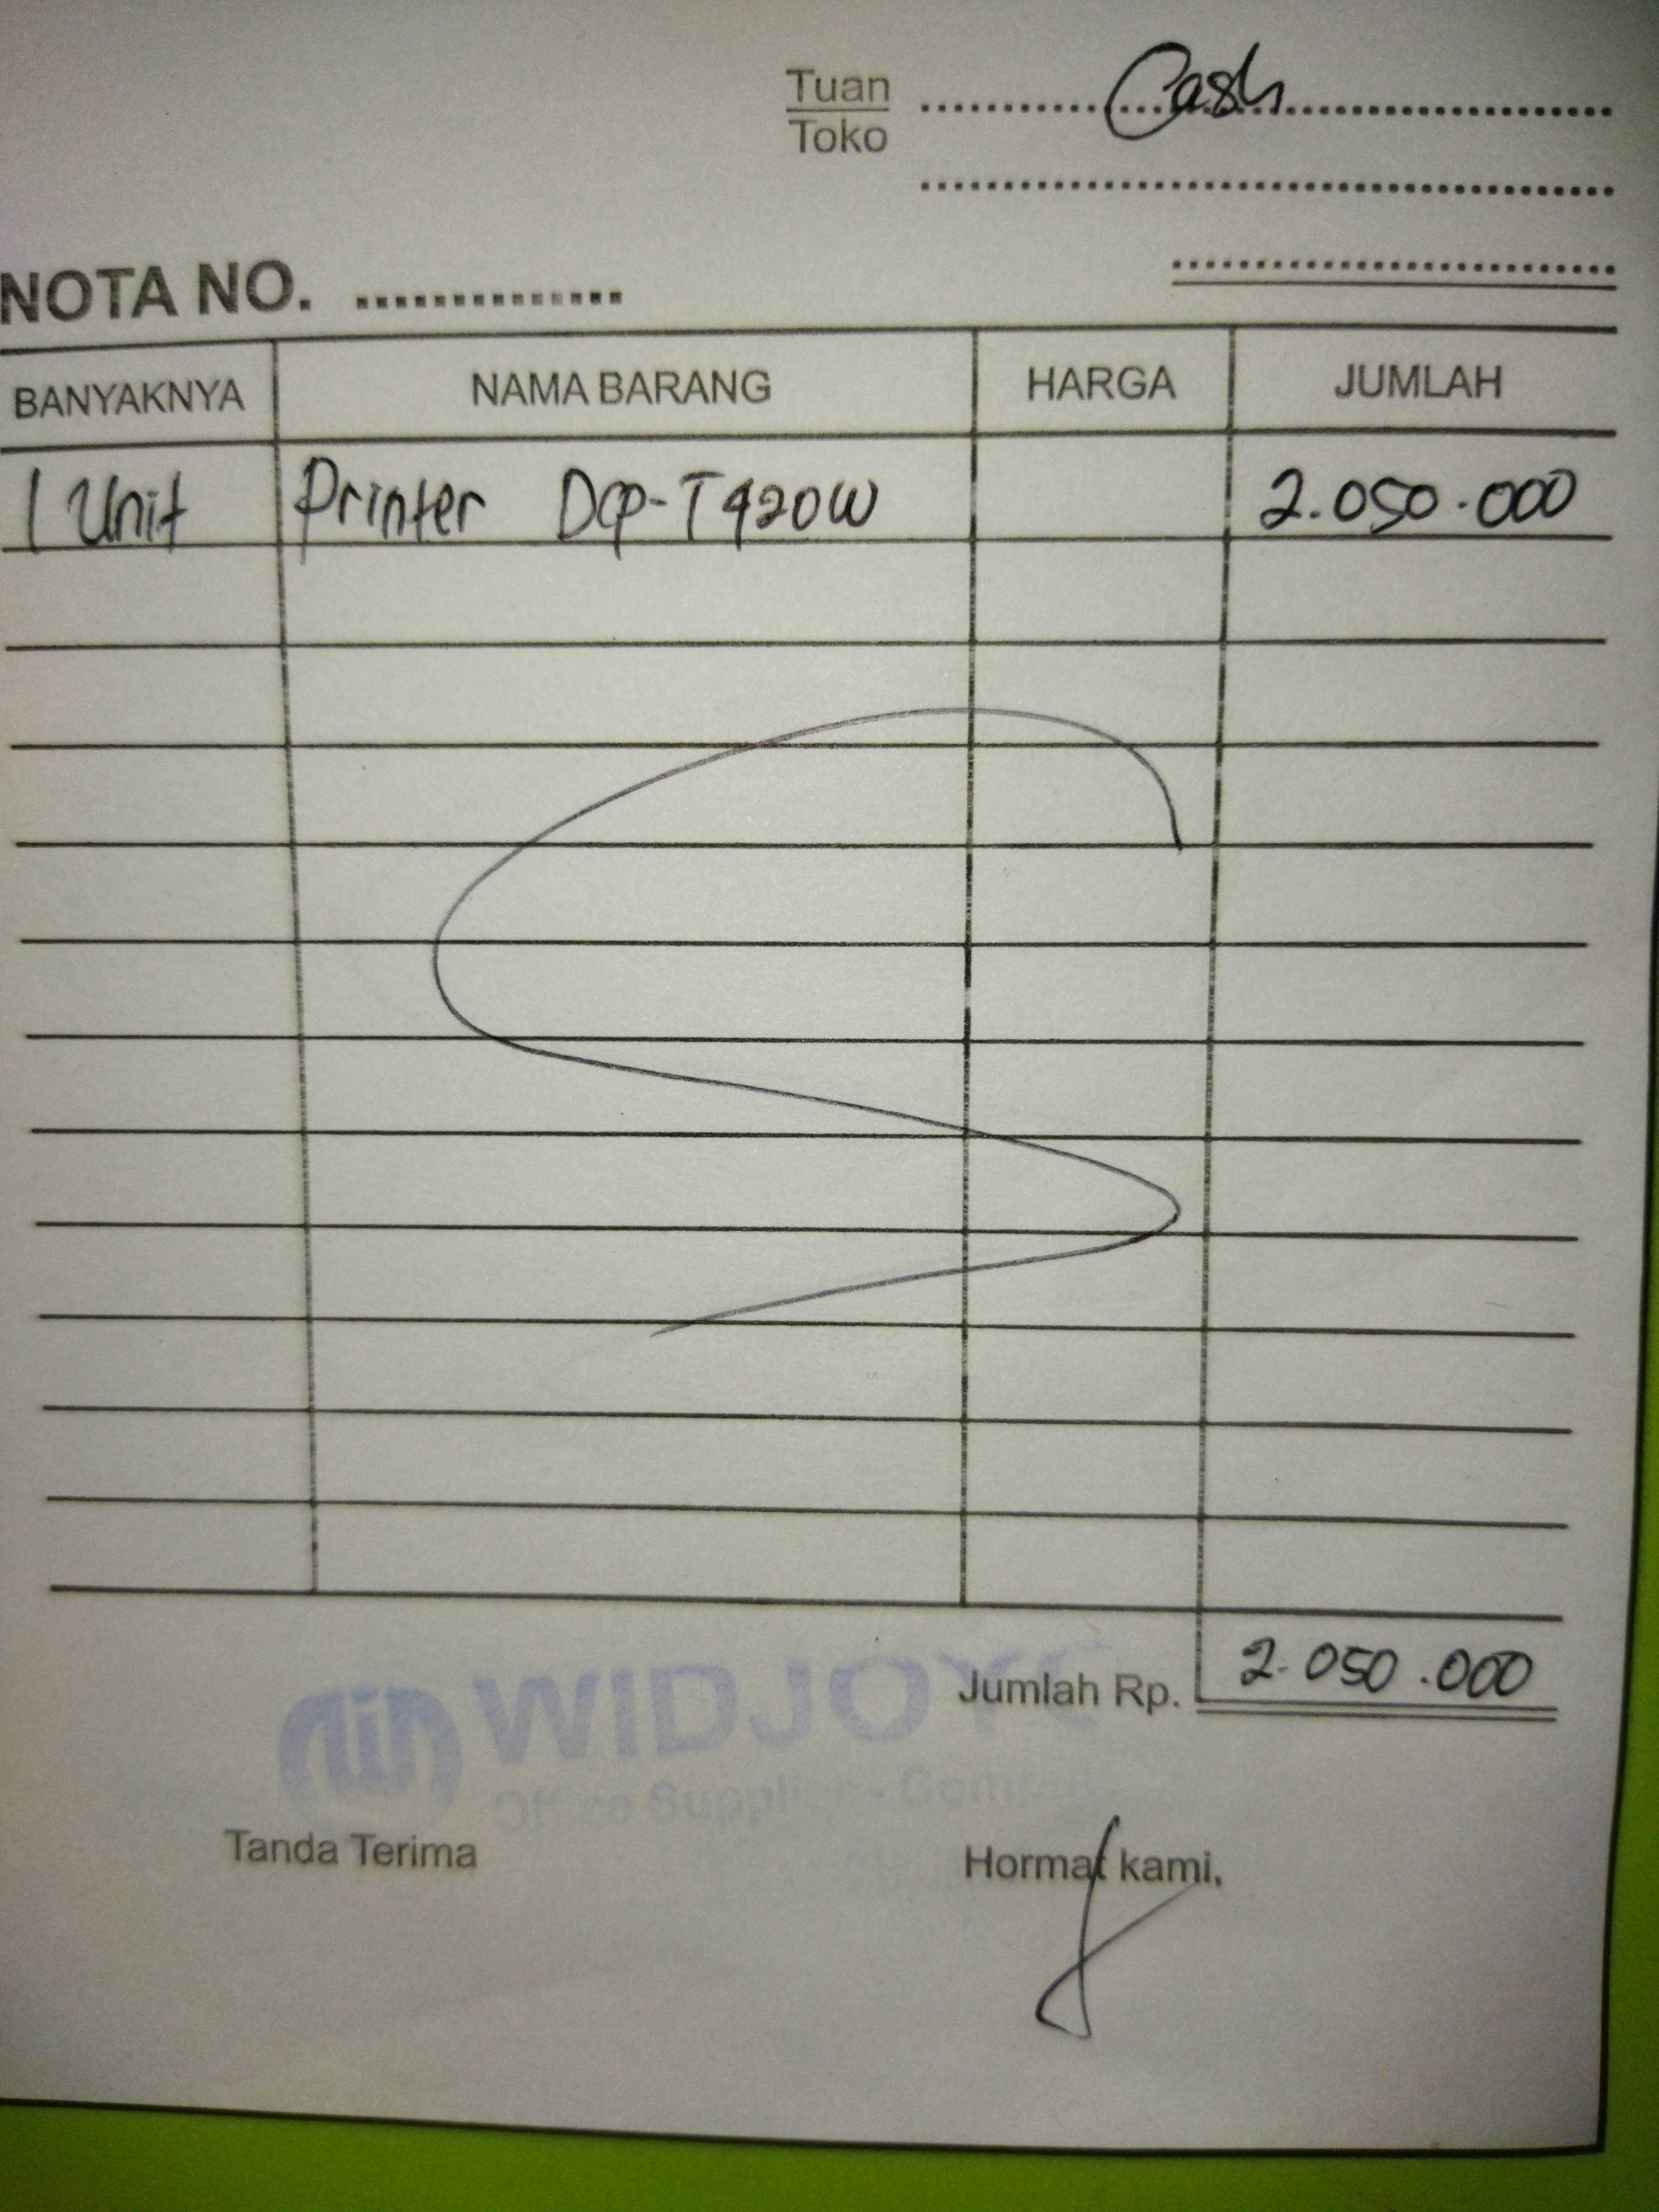 Tuan Cash
Toko
NOTA NO.
BANYAKNYA NAMA BARANG HARGA JUMLAH
1 Unit Printer DCP-T420W 2.050.000
Jumlah Rp. 2.050.000
WIDJOYO
Office
Tanda Terima Hormat kami,